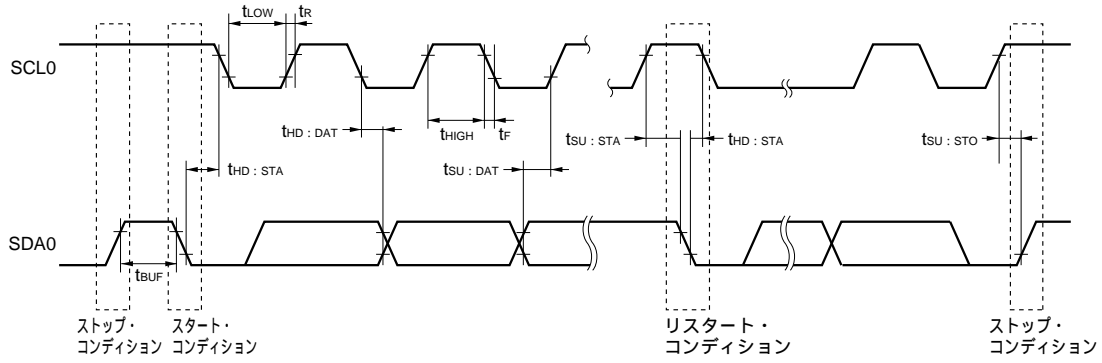 tLOW tR
SCL0
tHD : DAT tHIGH tF tSU : STA tHD : STA tSU : STO
tHD : STA tSU : DAT
SDA0
tBUF
ストップ・
コンディション
スタート・
コンディション
リスタート・
コンディション
ストップ・
コンディション